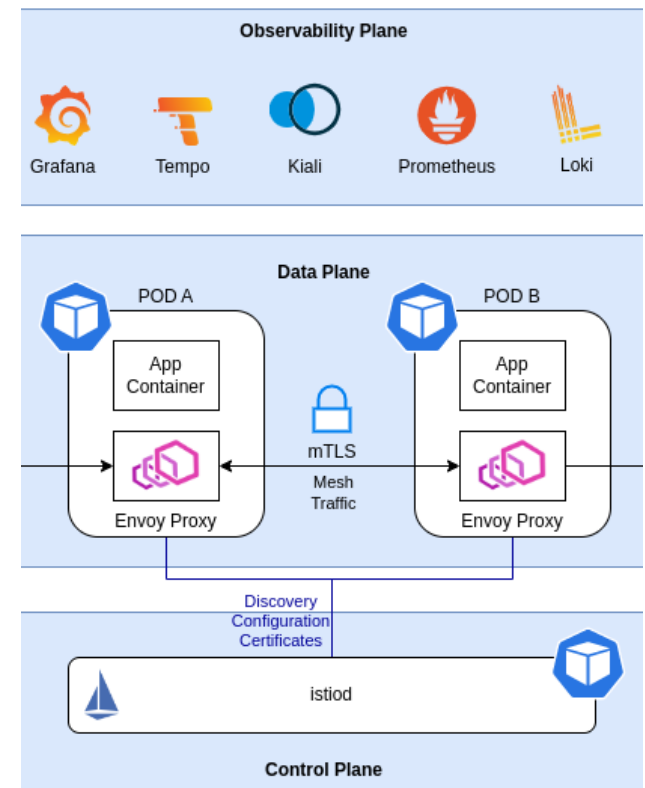 Observability Plane
Grafana
Tempo
Kiali
Prometheus
Loki
Data Plane
POD A
POD B
App
Container
App
Container
mTLS
Mesh
Traffic
Envoy Proxy
Envoy Proxy
Discovery
Configuration
Certificates
istiod
Control Plane